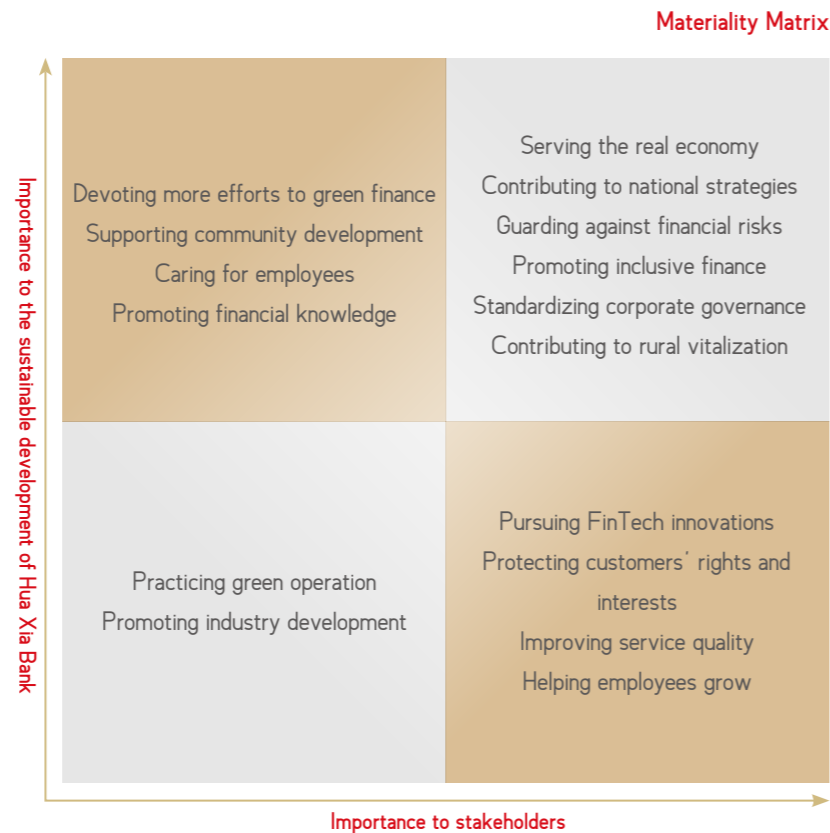 Materiality Matrix
Importance to the sustainable development of Hua Xia Bank
Devoting more efforts to green finance
Supporting community development
Caring for employees
Promoting financial knowledge
Serving the real economy
Contributing to national strategies
Guarding against financial risks
Promoting inclusive finance
Standardizing corporate governance
Contributing to rural vitalization
Practicing green operation
Promoting industry development
Pursuing FinTech innovations
Protecting customers' rights and
interests
Improving service quality
Helping employees grow
Importance to stakeholders